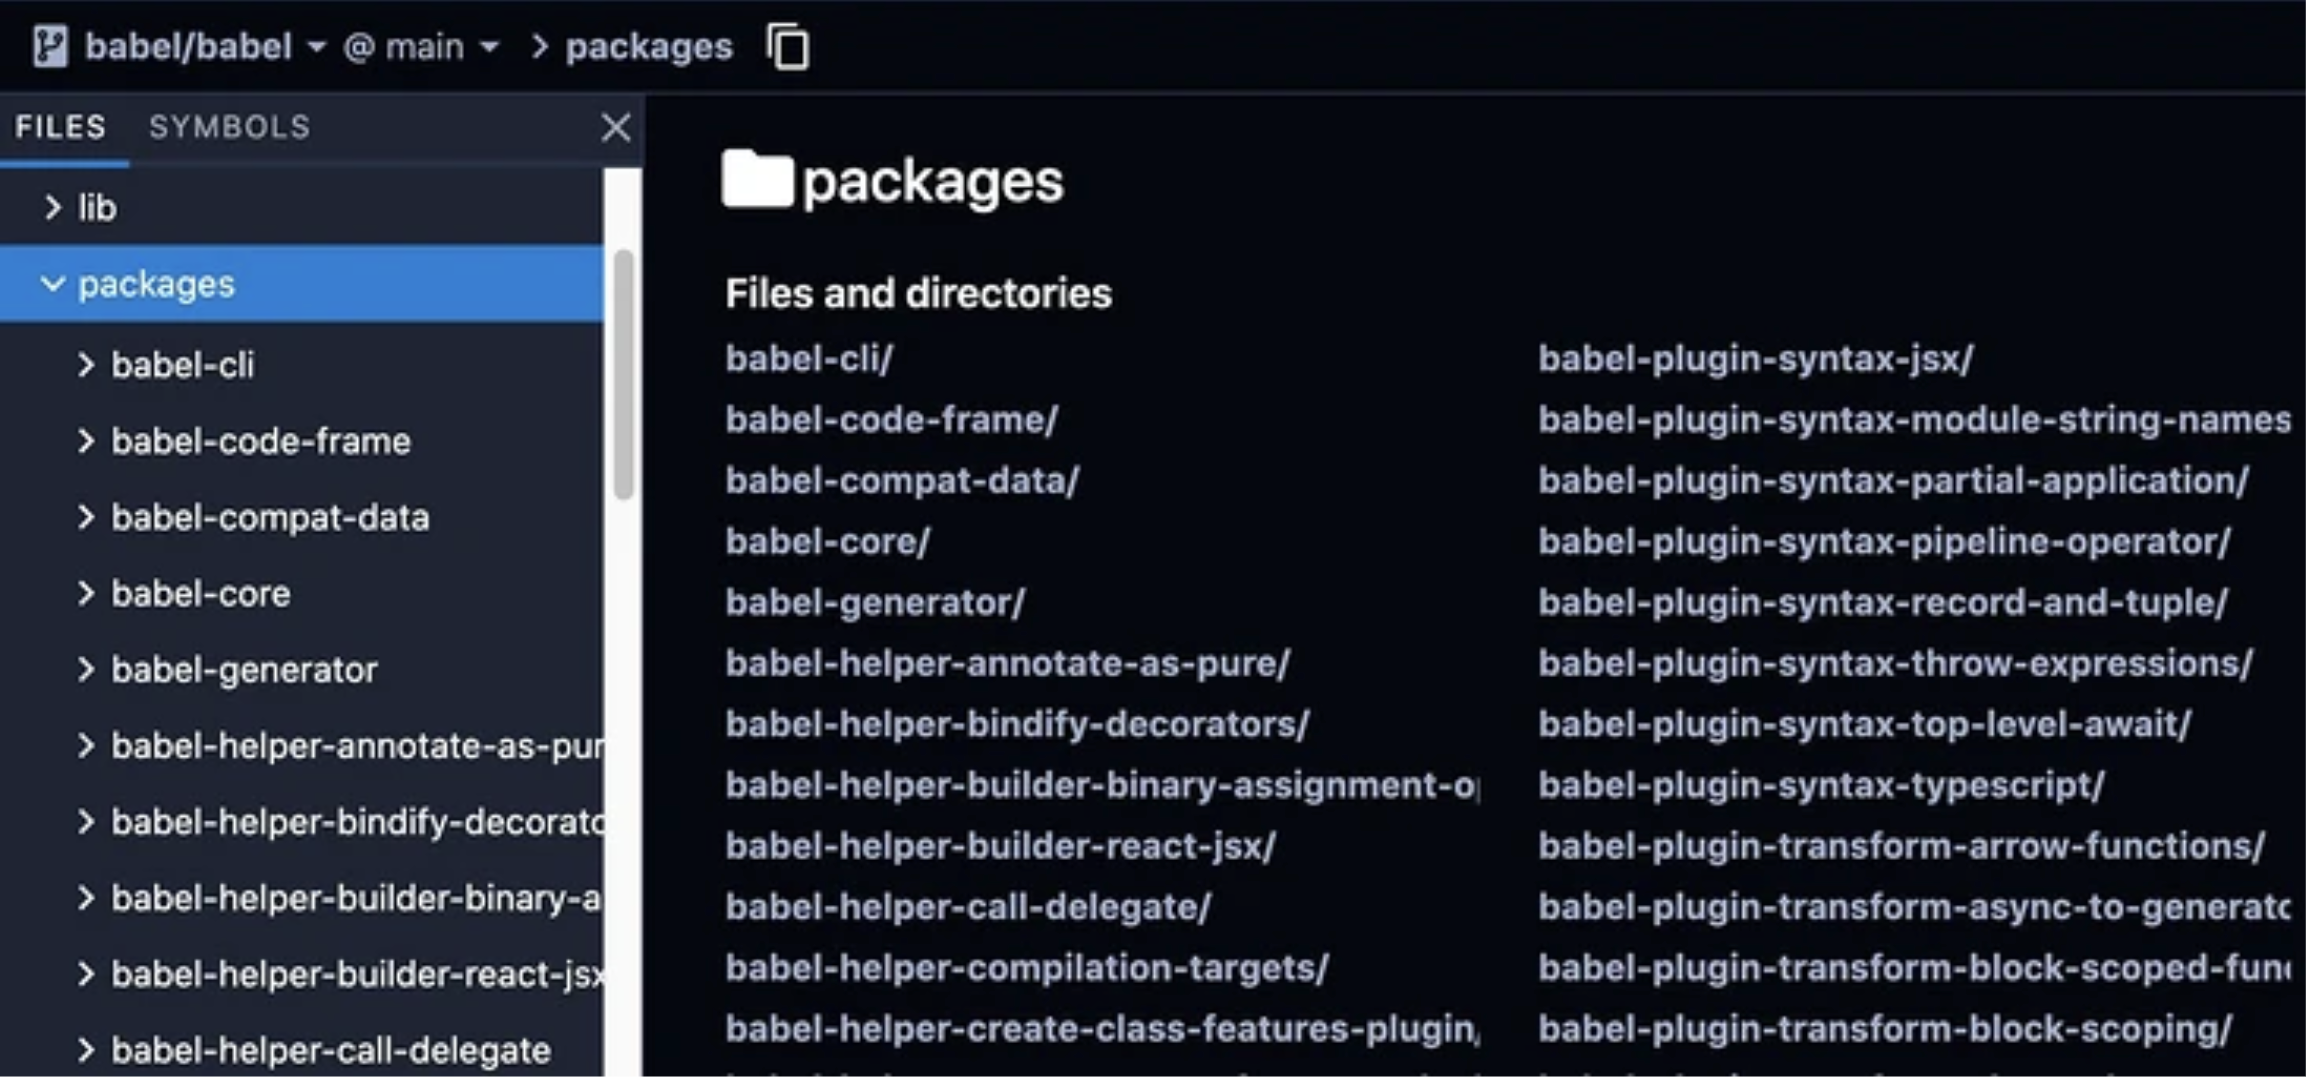 babel/babel @ main > packages
FILES SYMBOLS
lib
packages
babel-cli
babel-code-frame
babel-compat-data
babel-core
babel-generator
babel-helper-annotate-as-pur
babel-helper-bindify-decorato
babel-helper-builder-binary-a
babel-helper-builder-react-jsx
babel-helper-call-delegate
packages
Files and directories
babel-cli/
babel-code-frame/
babel-compat-data/
babel-core/
babel-generator/
babel-helper-annotate-as-pure/
babel-helper-bindify-decorators/
babel-helper-builder-binary-assignment-o
babel-helper-builder-react-jsx/
babel-helper-call-delegate/
babel-helper-compilation-targets/
babel-helper-create-class-features-plugin/
babel-plugin-syntax-jsx/
babel-plugin-syntax-module-string-names
babel-plugin-syntax-partial-application/
babel-plugin-syntax-pipeline-operator/
babel-plugin-syntax-record-and-tuple/
babel-plugin-syntax-throw-expressions/
babel-plugin-syntax-top-level-await/
babel-plugin-syntax-typescript/
babel-plugin-transform-arrow-functions/
babel-plugin-transform-async-to-generato
babel-plugin-transform-block-scoped-func
babel-plugin-transform-block-scoping/